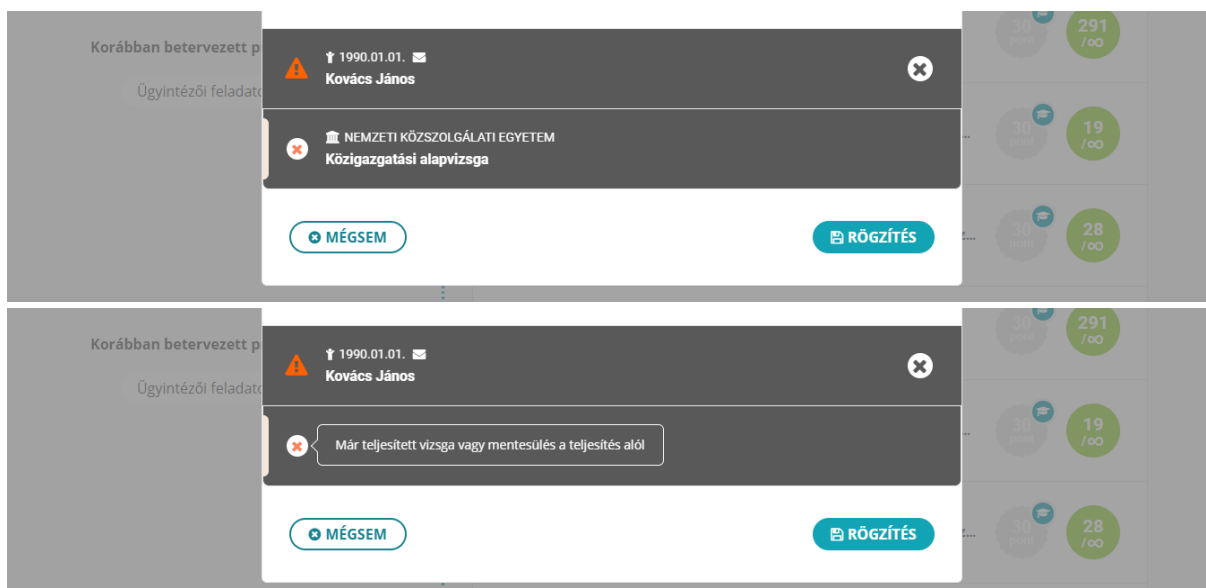 Korábban betervezett p
Ügyintézői feladato
1990.01.01.
Kovács János
NEMZETI KÖZSZOLGÁLATI EGYETEM
Közigazgatási alapvizsga
MÉGSEM
RÖGZÍTÉS
30
pont
291
/∞
...
30
pont
19
/∞
z...
30
pont
28
/∞
Korábban betervezett p
Ügyintézői feladato
1990.01.01.
Kovács János
Már teljesített vizsga vagy mentesülés a teljesítés alól
MÉGSEM
RÖGZÍTÉS
30
pont
291
/∞
...
30
pont
19
/∞
z...
30
pont
28
/∞